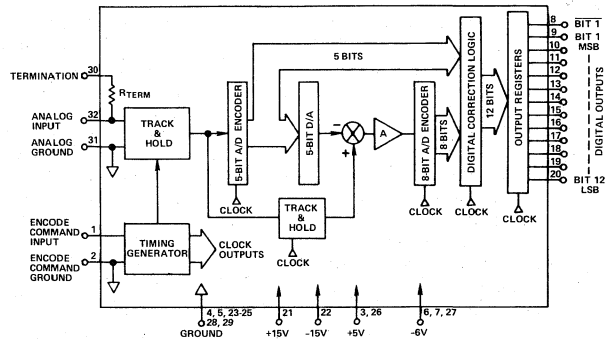 TERMINATION 30
R TERM
ANALOG INPUT 32
ANALOG GROUND 31
TRACK & HOLD
ENCODE COMMAND INPUT 1
ENCODE COMMAND GROUND 2
TIMING GENERATOR
CLOCK OUTPUTS
5-BIT A/D ENCODER
CLOCK
5 BITS
5-BIT D/A
TRACK & HOLD
CLOCK
−
+
A
8-BIT A/D ENCODER
CLOCK
8 BITS
DIGITAL CORRECTION LOGIC
CLOCK
12 BITS
OUTPUT REGISTERS
CLOCK
8 BIT 1
9 BIT 1 MSB
10
11
12
13
14
15
16
17
18
19
20 BIT 12 LSB
DIGITAL OUTPUTS
4, 5, 23-25
28, 29
GROUND
21
+15V
22
-15V
3, 26
+5V
6, 7, 27
-6V